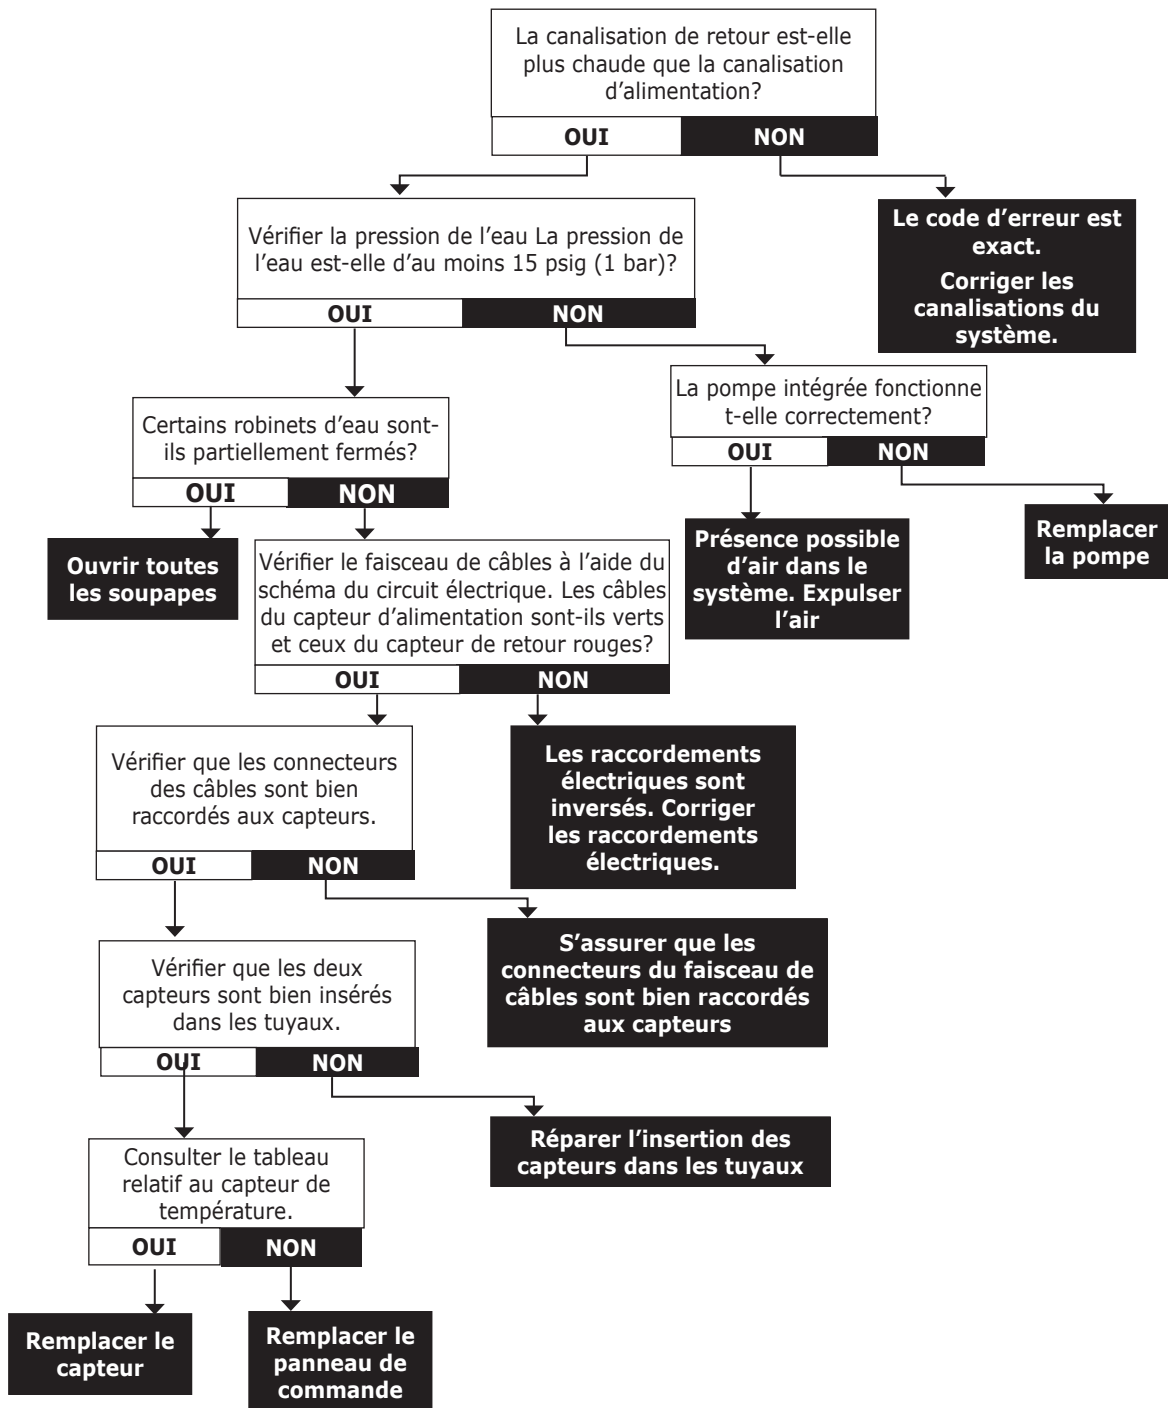 La canalisation de retour est-elle
plus chaude que la canalisation
d’alimentation?
OUI
NON
Vérifier la pression de l’eau La pression de
l’eau est-elle d’au moins 15 psig (1 bar)?
OUI
NON
Le code d’erreur est
exact.
Corriger les
canalisations du
système.
La pompe intégrée fonctionne
t-elle correctement?
OUI
NON
Certains robinets d’eau sont-
ils partiellement fermés?
OUI
NON
Présence possible
d’air dans le
système. Expulser
l’air
Remplacer
la pompe
Ouvrir toutes
les soupapes
Vérifier le faisceau de câbles à l’aide du
schéma du circuit électrique. Les câbles
du capteur d’alimentation sont-ils verts
et ceux du capteur de retour rouges?
OUI
NON
Vérifier que les connecteurs
des câbles sont bien
raccordés aux capteurs.
OUI
NON
Les raccordements
électriques sont
inversés. Corriger
les raccordements
électriques.
Vérifier que les deux
capteurs sont bien insérés
dans les tuyaux.
OUI
NON
S’assurer que les
connecteurs du faisceau de
câbles sont bien raccordés
aux capteurs
Consulter le tableau
relatif au capteur de
température.
OUI
NON
Réparer l’insertion des
capteurs dans les tuyaux
Remplacer le
capteur
Remplacer le
panneau de
commande